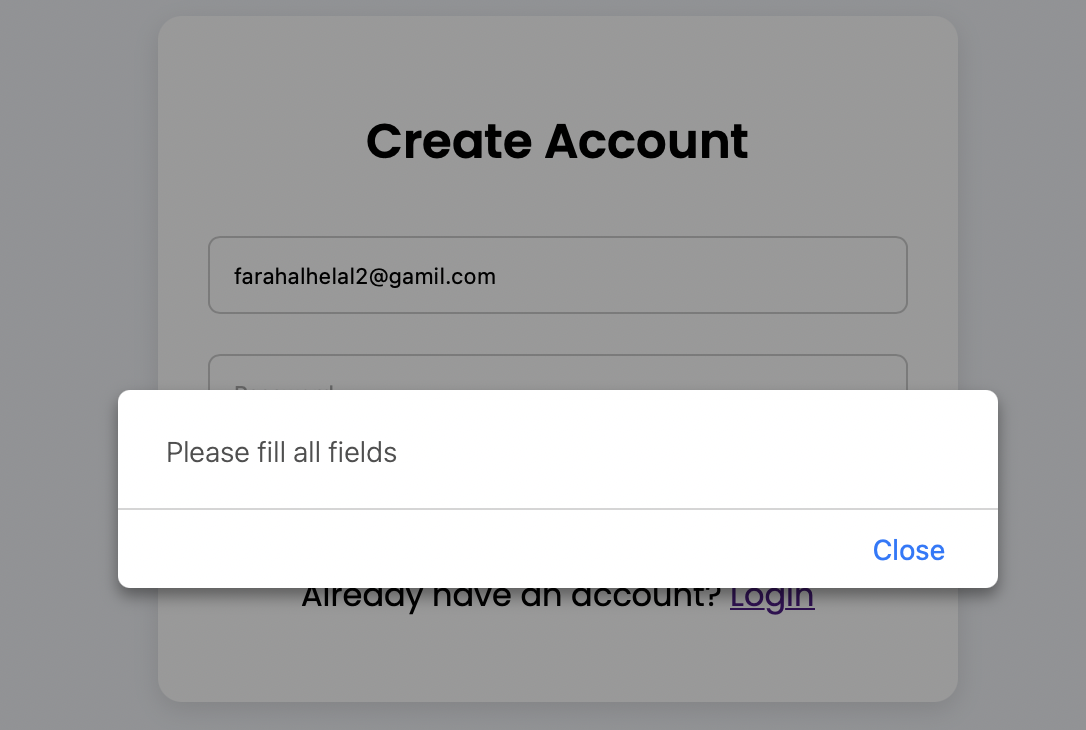 Create Account
farahalhelal2@gamil.com
Please fill all fields
Close
Already have an account? Login